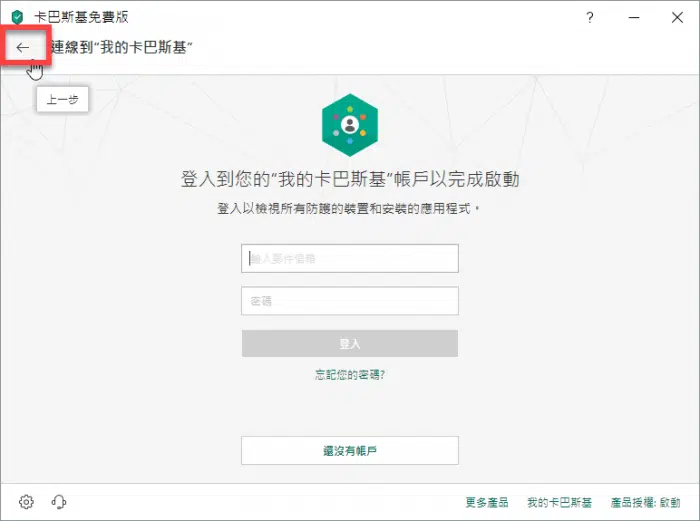 卡巴斯基免費版
?
連線到“我的卡巴斯基”
上一步
登入到您的“我的卡巴斯基”帳戶以完成啟動
登入以檢視所有防護的裝置和安裝的應用程式。
輸入郵件信箱
密碼
登入
忘記您的密碼?
還沒有帳戶
更多產品 我的卡巴斯基 產品授權: 啟動